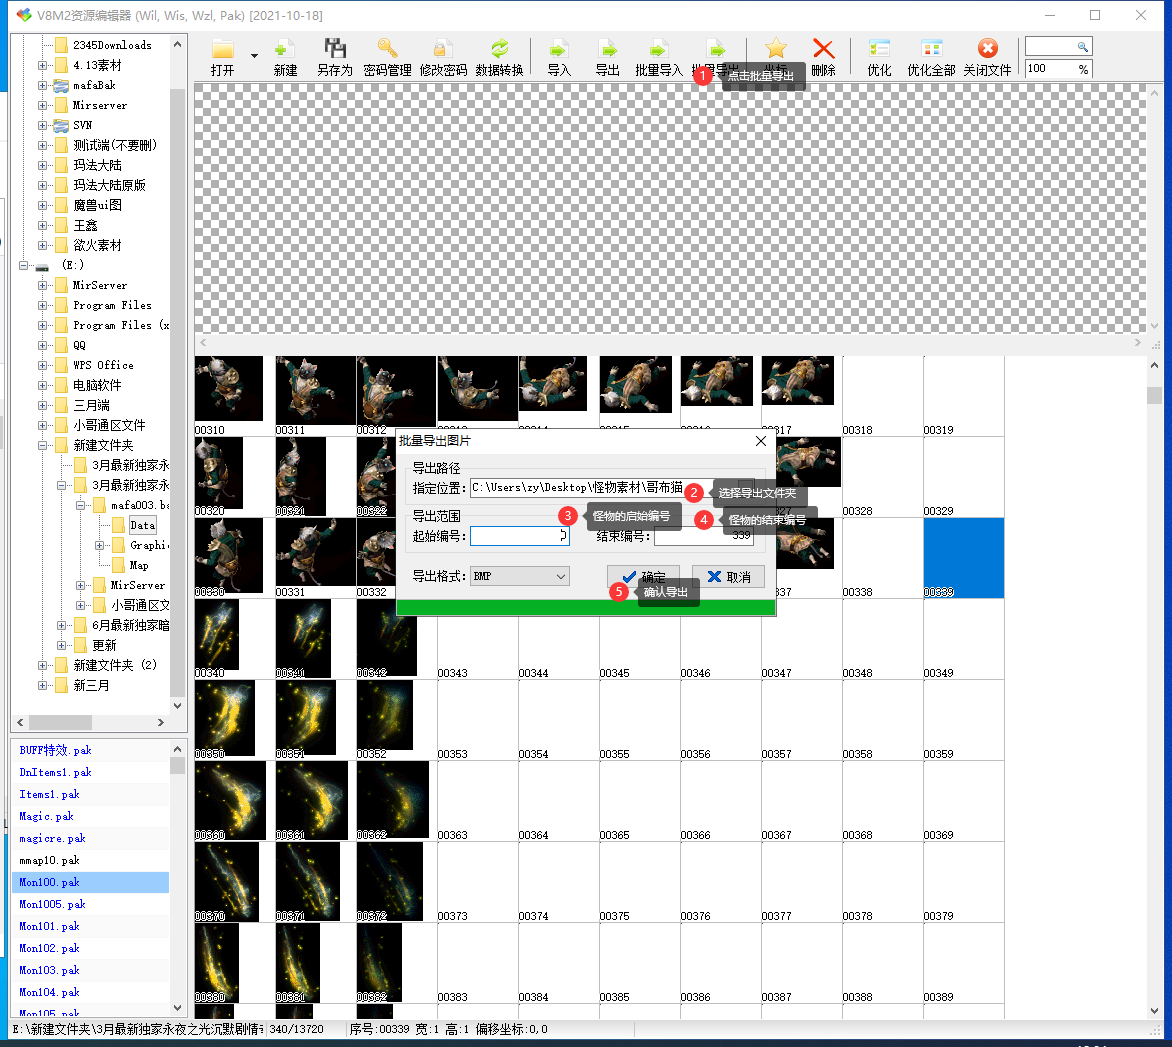 V8M2资源编辑器 (Wil, Wis, Wzl, Pak) [2021-10-18]
打开 新建 另存为 密码管理 修改密码 数据转换 导入 导出 批量导入 批量导出 坐标 删除 优化 优化全部 关闭文件
100 %
1 点击批量导出
2345Downloads
4.13素材
mafaBak
Mirserver
SVN
测试端(不要删)
玛法大陆
玛法大陆原版
魔兽ui图
王鑫
欲火素材
(E:)
MirServer
Program Files
Program Files (x
QQ
WPS Office
电脑软件
三月端
小哥通区文件
新建文件夹
3月最新独家永
3月最新独家永
mafa003.ba
Data
Graphi
Map
MirServer
小哥通区文
6月最新独家暗
更新
新建文件夹 (2)
新三月
BUFF特效.pak
DnItems1.pak
Items1.pak
Magic.pak
magicre.pak
mmap10.pak
Mon100.pak
Mon1005.pak
Mon101.pak
Mon102.pak
Mon103.pak
Mon104.pak
Mon105.pak
00310 00311 00312 00313 00314 00315 00316 00317 00318 00319
00320 00328 00329
00330 00331 00332 00338 00339
00340 00341 00342 00343 00344 00345 00346 00347 00348 00349
00350 00351 00352 00353 00354 00355 00356 00357 00358 00359
00360 00361 00362 00363 00364 00365 00366 00367 00368 00369
00370 00371 00372 00373 00374 00375 00376 00377 00378 00379
00380 00381 00382 00383 00384 00385 00386 00387 00388 00389
批量导出图片
导出路径
指定位置: C:\Users\zy\Desktop\怪物素材\哥布猫
2 选择导出文件夹
导出范围
3 怪物的启始编号
4 怪物的结束编号
起始编号:
结束编号: 339
导出格式: BMP
确定 取消
5 确认导出
E:\新建文件夹\3月最新独家永夜之光沉默剧情 340/13720 序号:00339 宽:1 高:1 偏移坐标:0,0